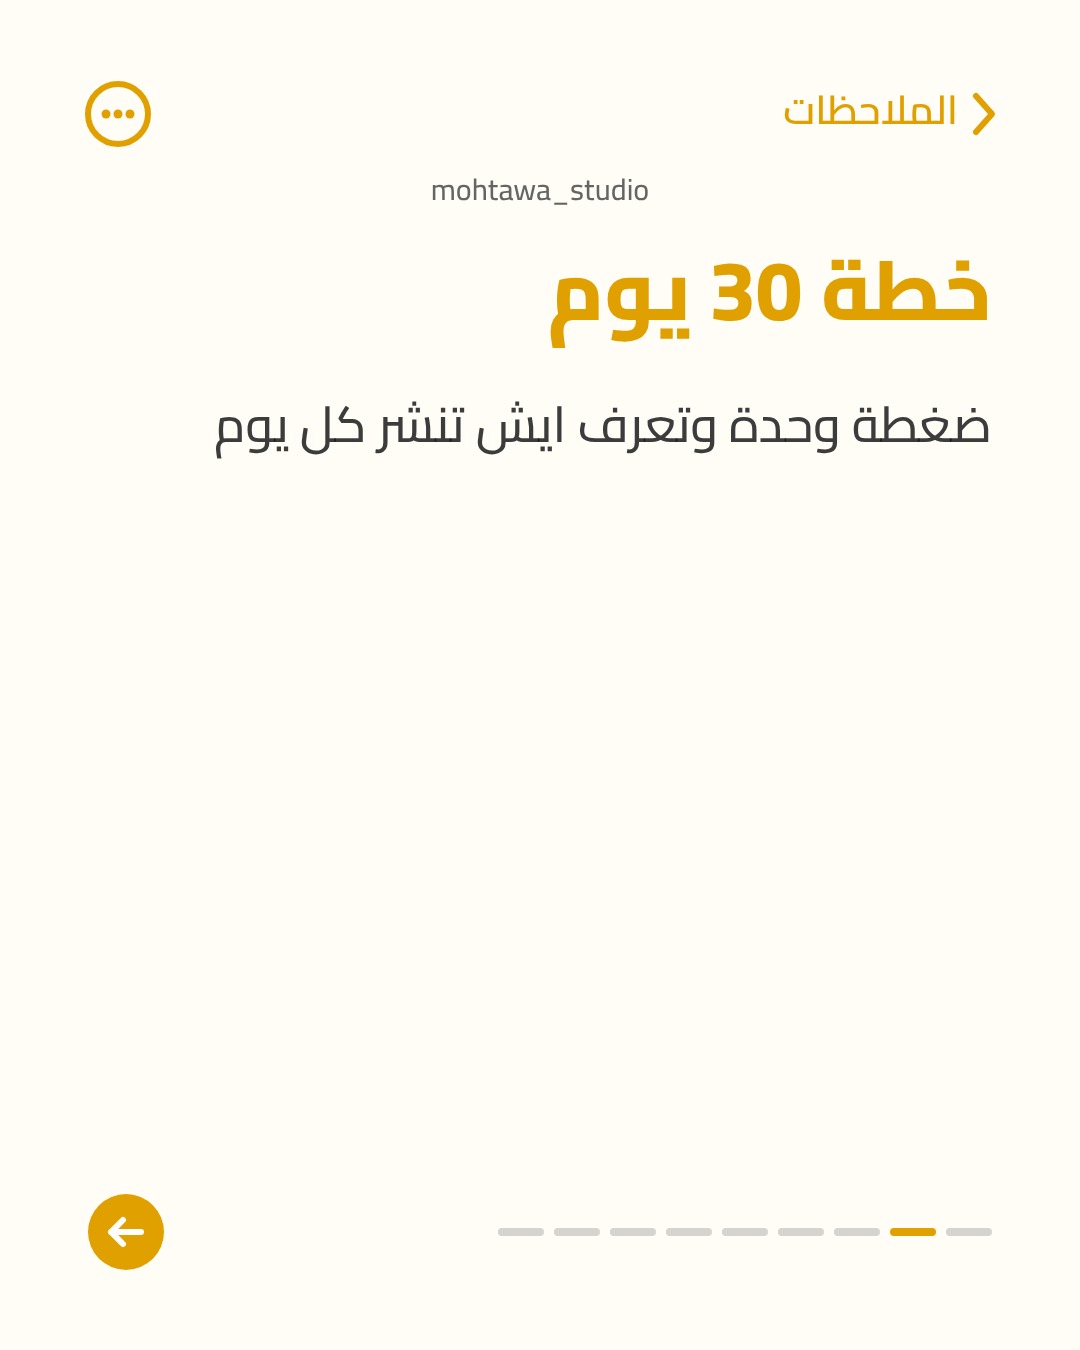 الملاحظات
mohtawa_studio
خطة 30 يوم
ضغطة وحدة وتعرف ايش تنشر كل يوم